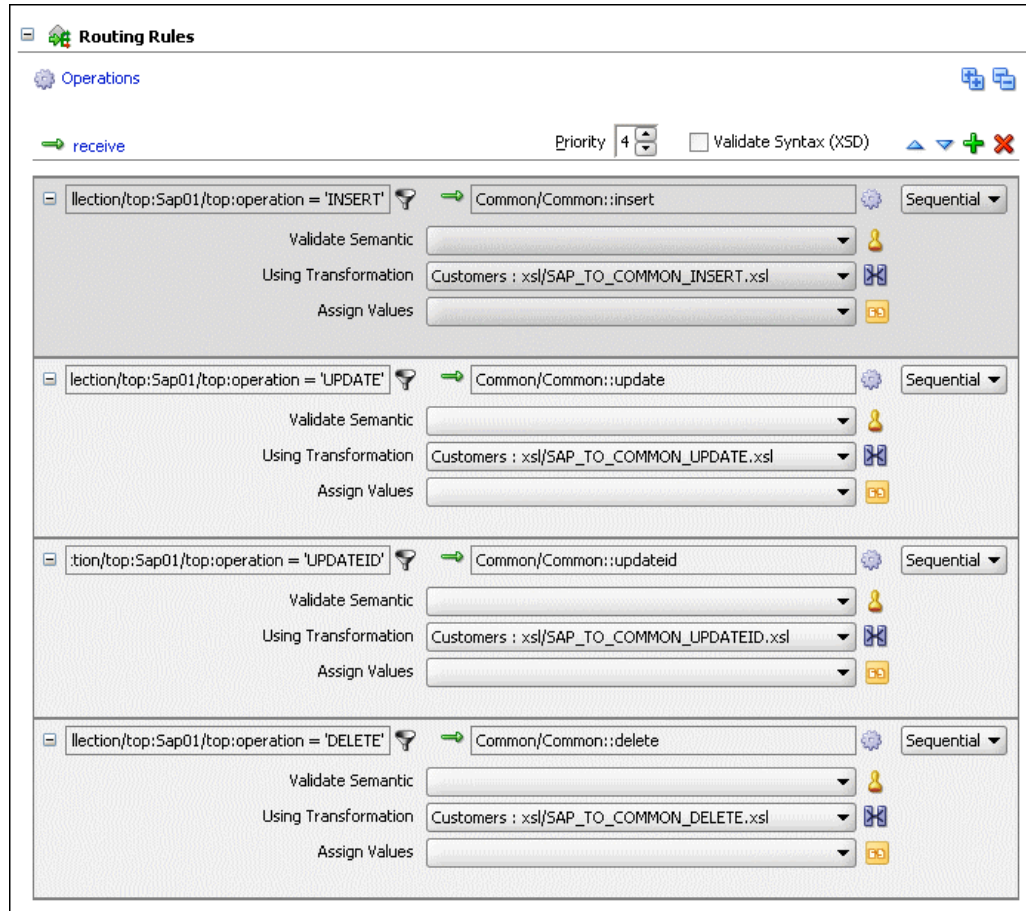 Routing Rules
Operations
receive Priority 4 Validate Syntax (XSD)
llection/top:Sap01/top:operation = 'INSERT' Common/Common::insert Sequential
Validate Semantic
Using Transformation Customers : xsl/SAP_TO_COMMON_INSERT.xsl
Assign Values
lection/top:Sap01/top:operation = 'UPDATE' Common/Common::update Sequential
Validate Semantic
Using Transformation Customers : xsl/SAP_TO_COMMON_UPDATE.xsl
Assign Values
:tion/top:Sap01/top:operation = 'UPDATEID' Common/Common::updateid Sequential
Validate Semantic
Using Transformation Customers : xsl/SAP_TO_COMMON_UPDATEID.xsl
Assign Values
llection/top:Sap01/top:operation = 'DELETE' Common/Common::delete Sequential
Validate Semantic
Using Transformation Customers : xsl/SAP_TO_COMMON_DELETE.xsl
Assign Values